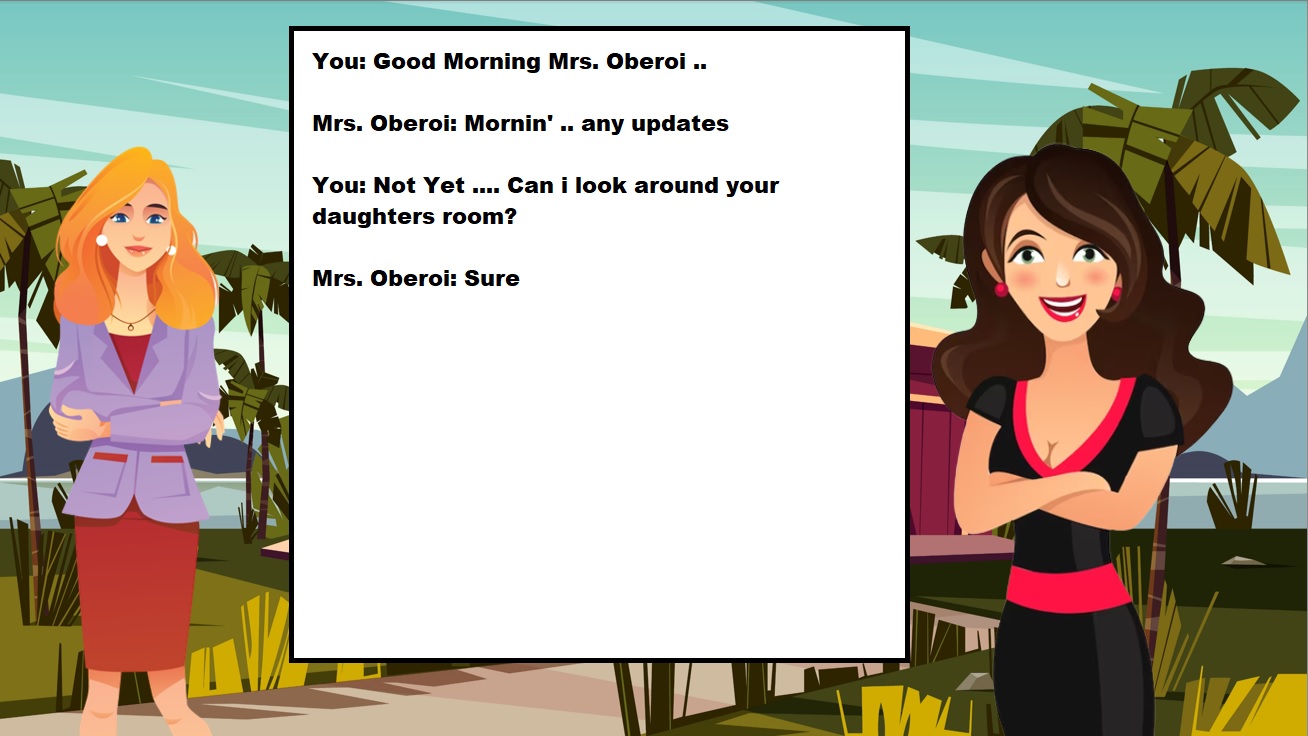 You: Good Morning Mrs. Oberoi ..
Mrs. Oberoi: Mornin' .. any updates
You: Not Yet .... Can i look around your
daughters room?
Mrs. Oberoi: Sure